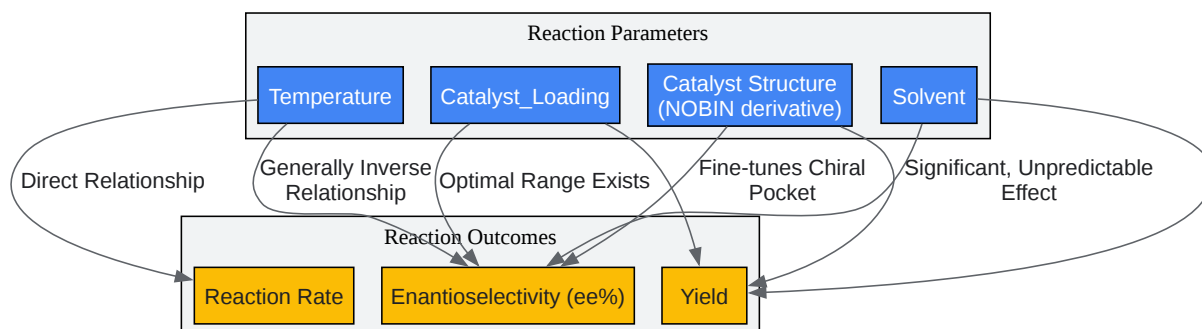 Reaction Parameters
Temperature
Catalyst_Loading
Catalyst Structure
(NOBIN derivative)
Solvent
Direct Relationship
Generally Inverse
Relationship
Optimal Range Exists
Fine-tunes Chiral
Pocket
Significant, Unpredictable
Effect
Reaction Outcomes
Reaction Rate
Enantioselectivity (ee%)
Yield